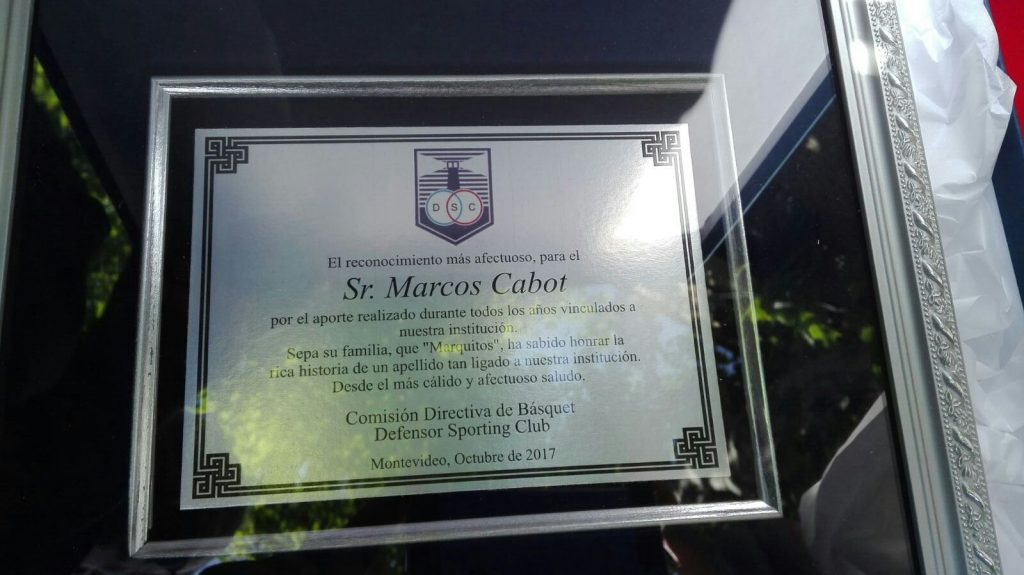 D S C
El reconocimiento más afectuoso, para el
Sr. Marcos Cabot
por el aporte realizado durante todos los años vinculados a
nuestra institución.
Sepa su familia, que "Marquitos", ha sabido honrar la
rica historia de un apellido tan ligado a nuestra institución.
Desde el más cálido y afectuoso saludo.
Comisión Directiva de Básquet
Defensor Sporting Club
Montevideo, Octubre de 2017